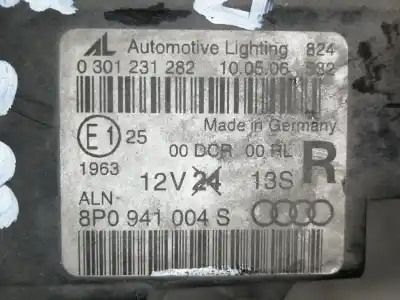 AL Automotive Lighting 824
0 301 231 282 10.05.06 532
Made in Germany
E1 25 00 DCR 00 RL R
1963 12V 24 13S
ALN-
8P0 941 004 S